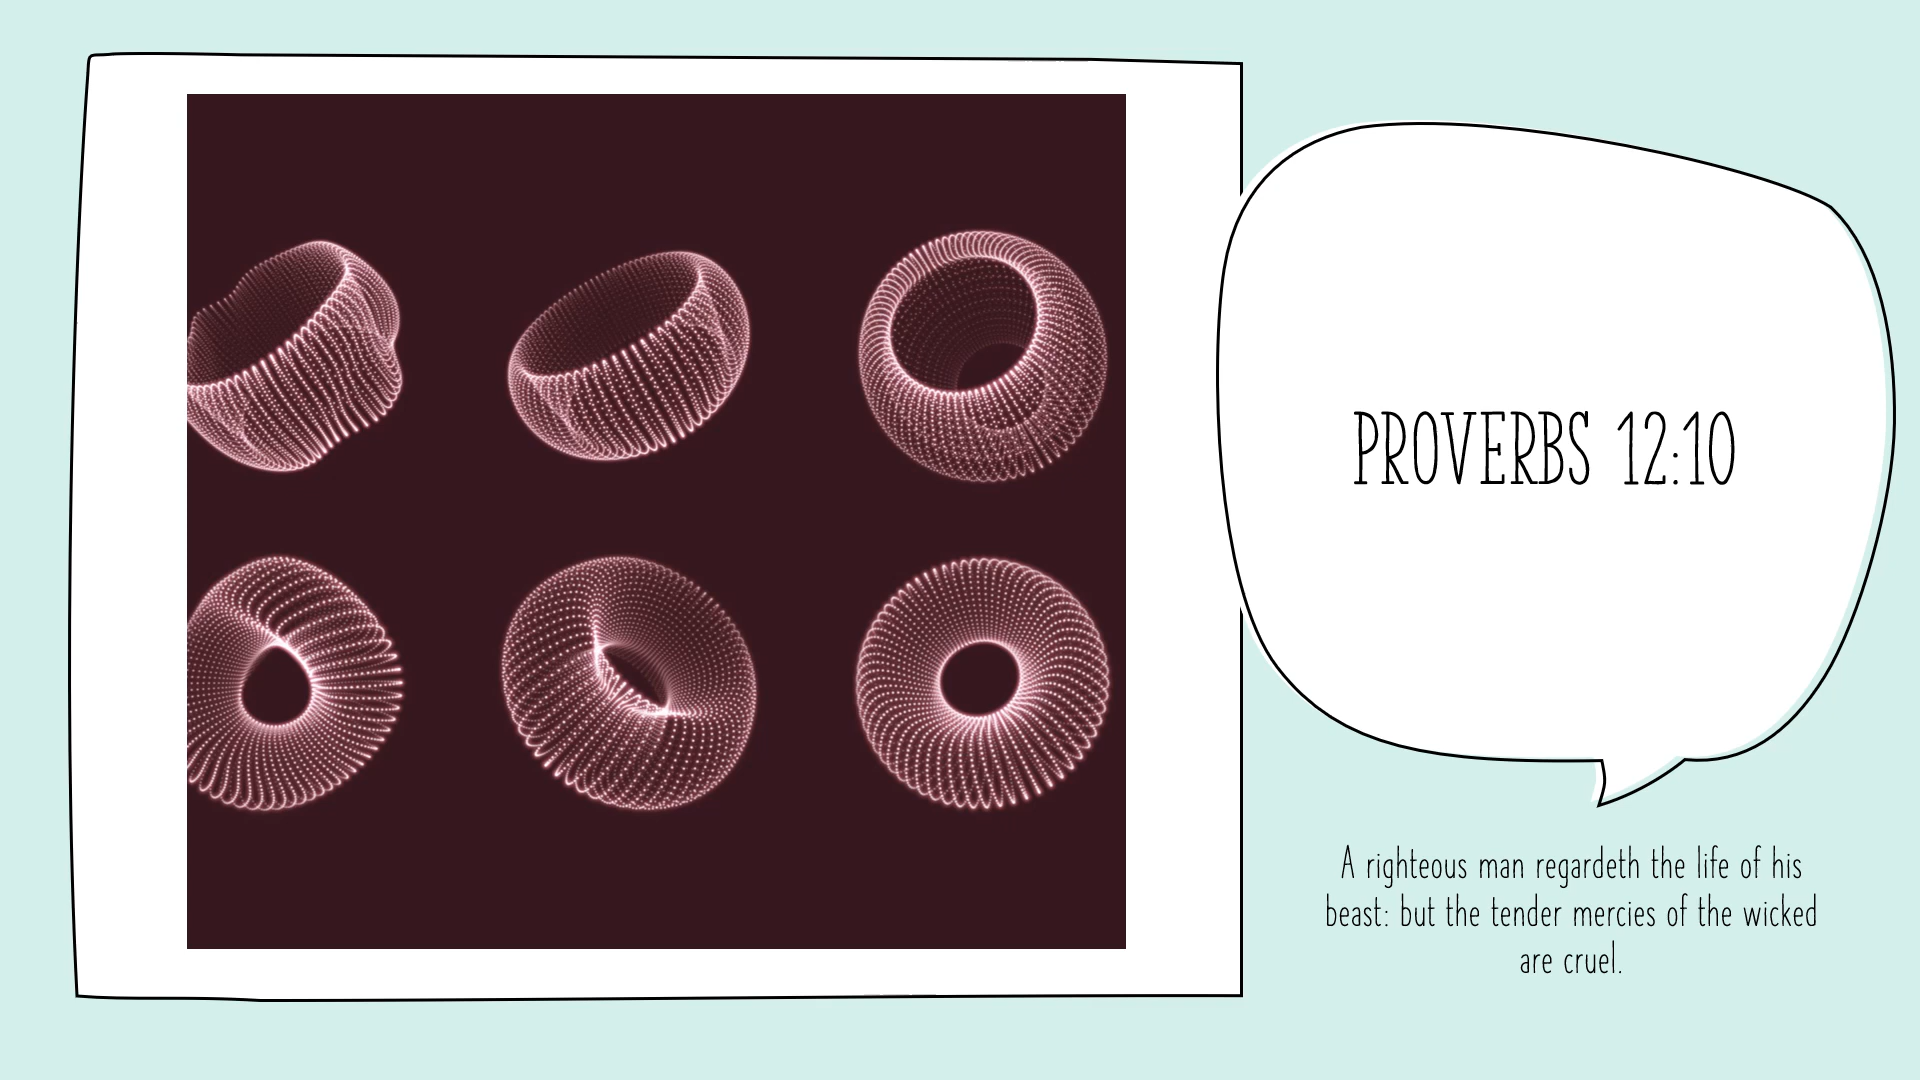 PROVERBS 12:10
A righteous man regardeth the life of his
beast: but the tender mercies of the wicked
are cruel.